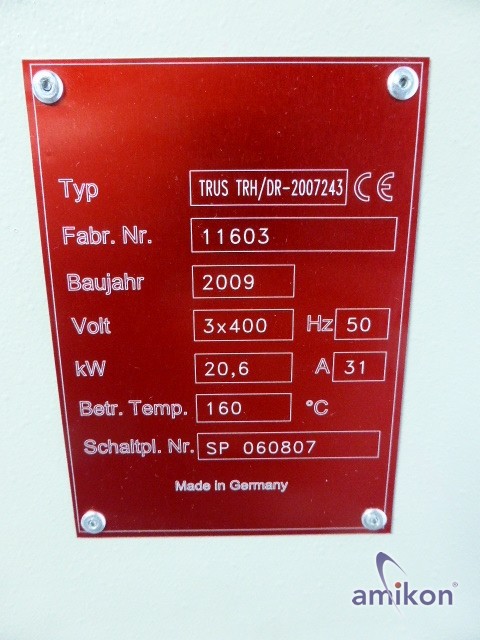 Typ TRUS TRH/DR-2007243 CE
Fabr. Nr. 11603
Baujahr 2009
Volt 3x400 Hz 50
kW 20,6 A 31
Betr. Temp. 160 °C
Schaltpl. Nr. SP 060807
Made in Germany
amikon®